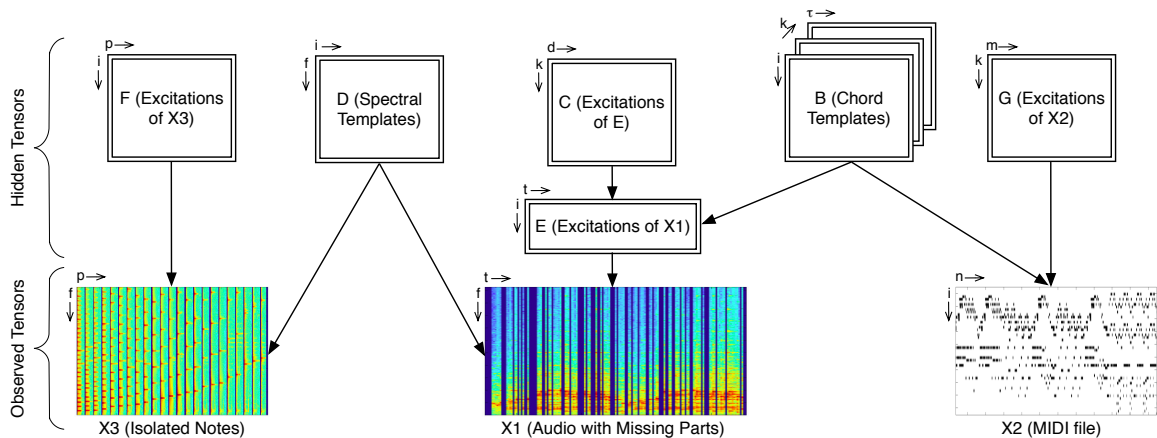 Hidden Tensors
p
i
F (Excitations
of X3)
i
f
D (Spectral
Templates)
d
k
C (Excitations
of E)
τ
k
i
B (Chord
Templates)
m
k
G (Excitations
of X2)
t
i
E (Excitations of X1)
Observed Tensors
p
f
X3 (Isolated Notes)
t
f
X1 (Audio with Missing Parts)
n
i
X2 (MIDI file)